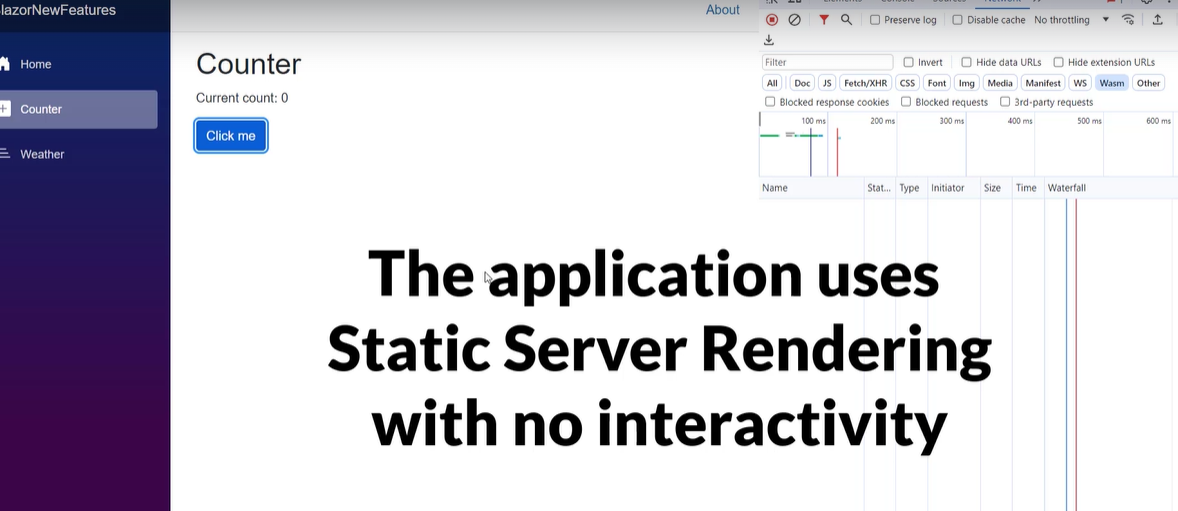 lazorNewFeatures
About
Home
Counter
Weather
Counter
Current count: 0
Click me
Preserve log
Disable cache
No throttling
Filter
Invert
Hide data URLs
Hide extension URLs
All
Doc
JS
Fetch/XHR
CSS
Font
Img
Media
Manifest
WS
Wasm
Other
Blocked response cookies
Blocked requests
3rd-party requests
100 ms
200 ms
300 ms
400 ms
500 ms
600 ms
Name
Stat...
Type
Initiator
Size
Time
Waterfall
The application uses
Static Server Rendering
with no interactivity